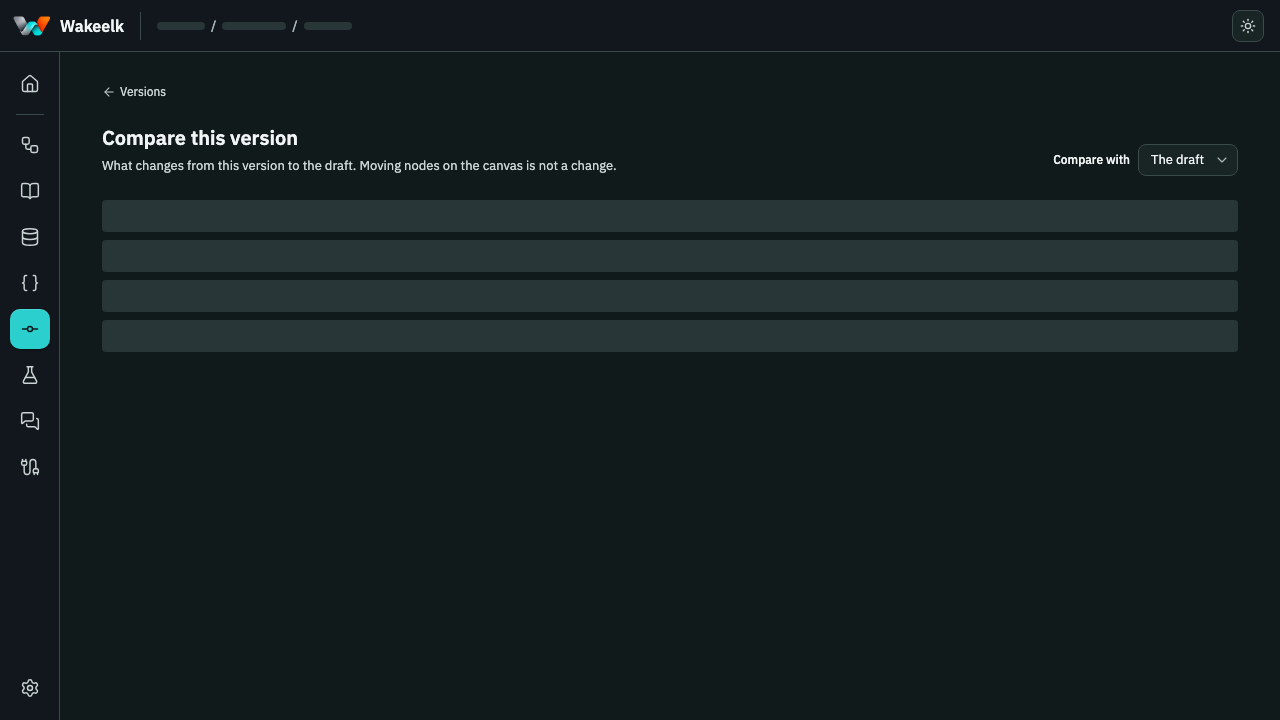 Wakeelk
/ /
Versions
Compare this version
What changes from this version to the draft. Moving nodes on the canvas is not a change.
Compare with
The draft